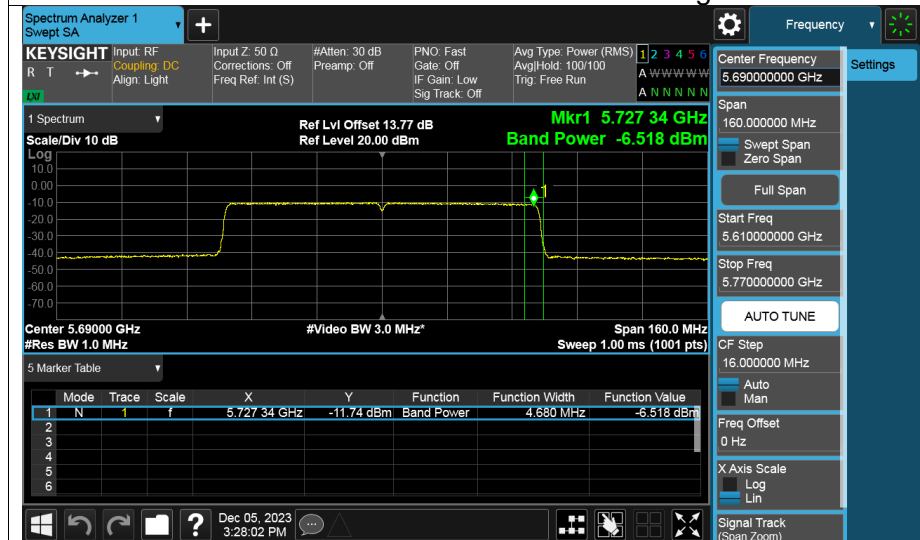 Spectrum Analyzer 1
Swept SA
+
Frequency
KEYSIGHT
R T
LXI
Input: RF
Coupling: DC
Align: Light
Input Z: 50 Ω
Corrections: Off
Freq Ref: Int (S)
#Atten: 30 dB
Preamp: Off
PNO: Fast
Gate: Off
IF Gain: Low
Sig Track: Off
Avg Type: Power (RMS)
Avg|Hold: 100/100
Trig: Free Run
1 2 3 4 5 6
A W W W W W
A N N N N N
1 Spectrum
Scale/Div 10 dB
Ref Lvl Offset 13.77 dB
Ref Level 20.00 dBm
Mkr1 5.727 34 GHz
Band Power -6.518 dBm
Log
10.0
0.00
-10.0
-20.0
-30.0
-40.0
-50.0
-60.0
-70.0
1
Center 5.69000 GHz
#Res BW 1.0 MHz
#Video BW 3.0 MHz*
Span 160.0 MHz
Sweep 1.00 ms (1001 pts)
5 Marker Table
Mode Trace Scale X Y Function Function Width Function Value
1 N 1 f 5.727 34 GHz -11.74 dBm Band Power 4.680 MHz -6.518 dBm
2
3
4
5
6
?
Dec 05, 2023
3:28:02 PM
Center Frequency
5.690000000 GHz
Settings
Span
160.000000 MHz
Swept Span
Zero Span
Full Span
Start Freq
5.610000000 GHz
Stop Freq
5.770000000 GHz
AUTO TUNE
CF Step
16.000000 MHz
Auto
Man
Freq Offset
0 Hz
X Axis Scale
Log
Lin
Signal Track
(Span Zoom)